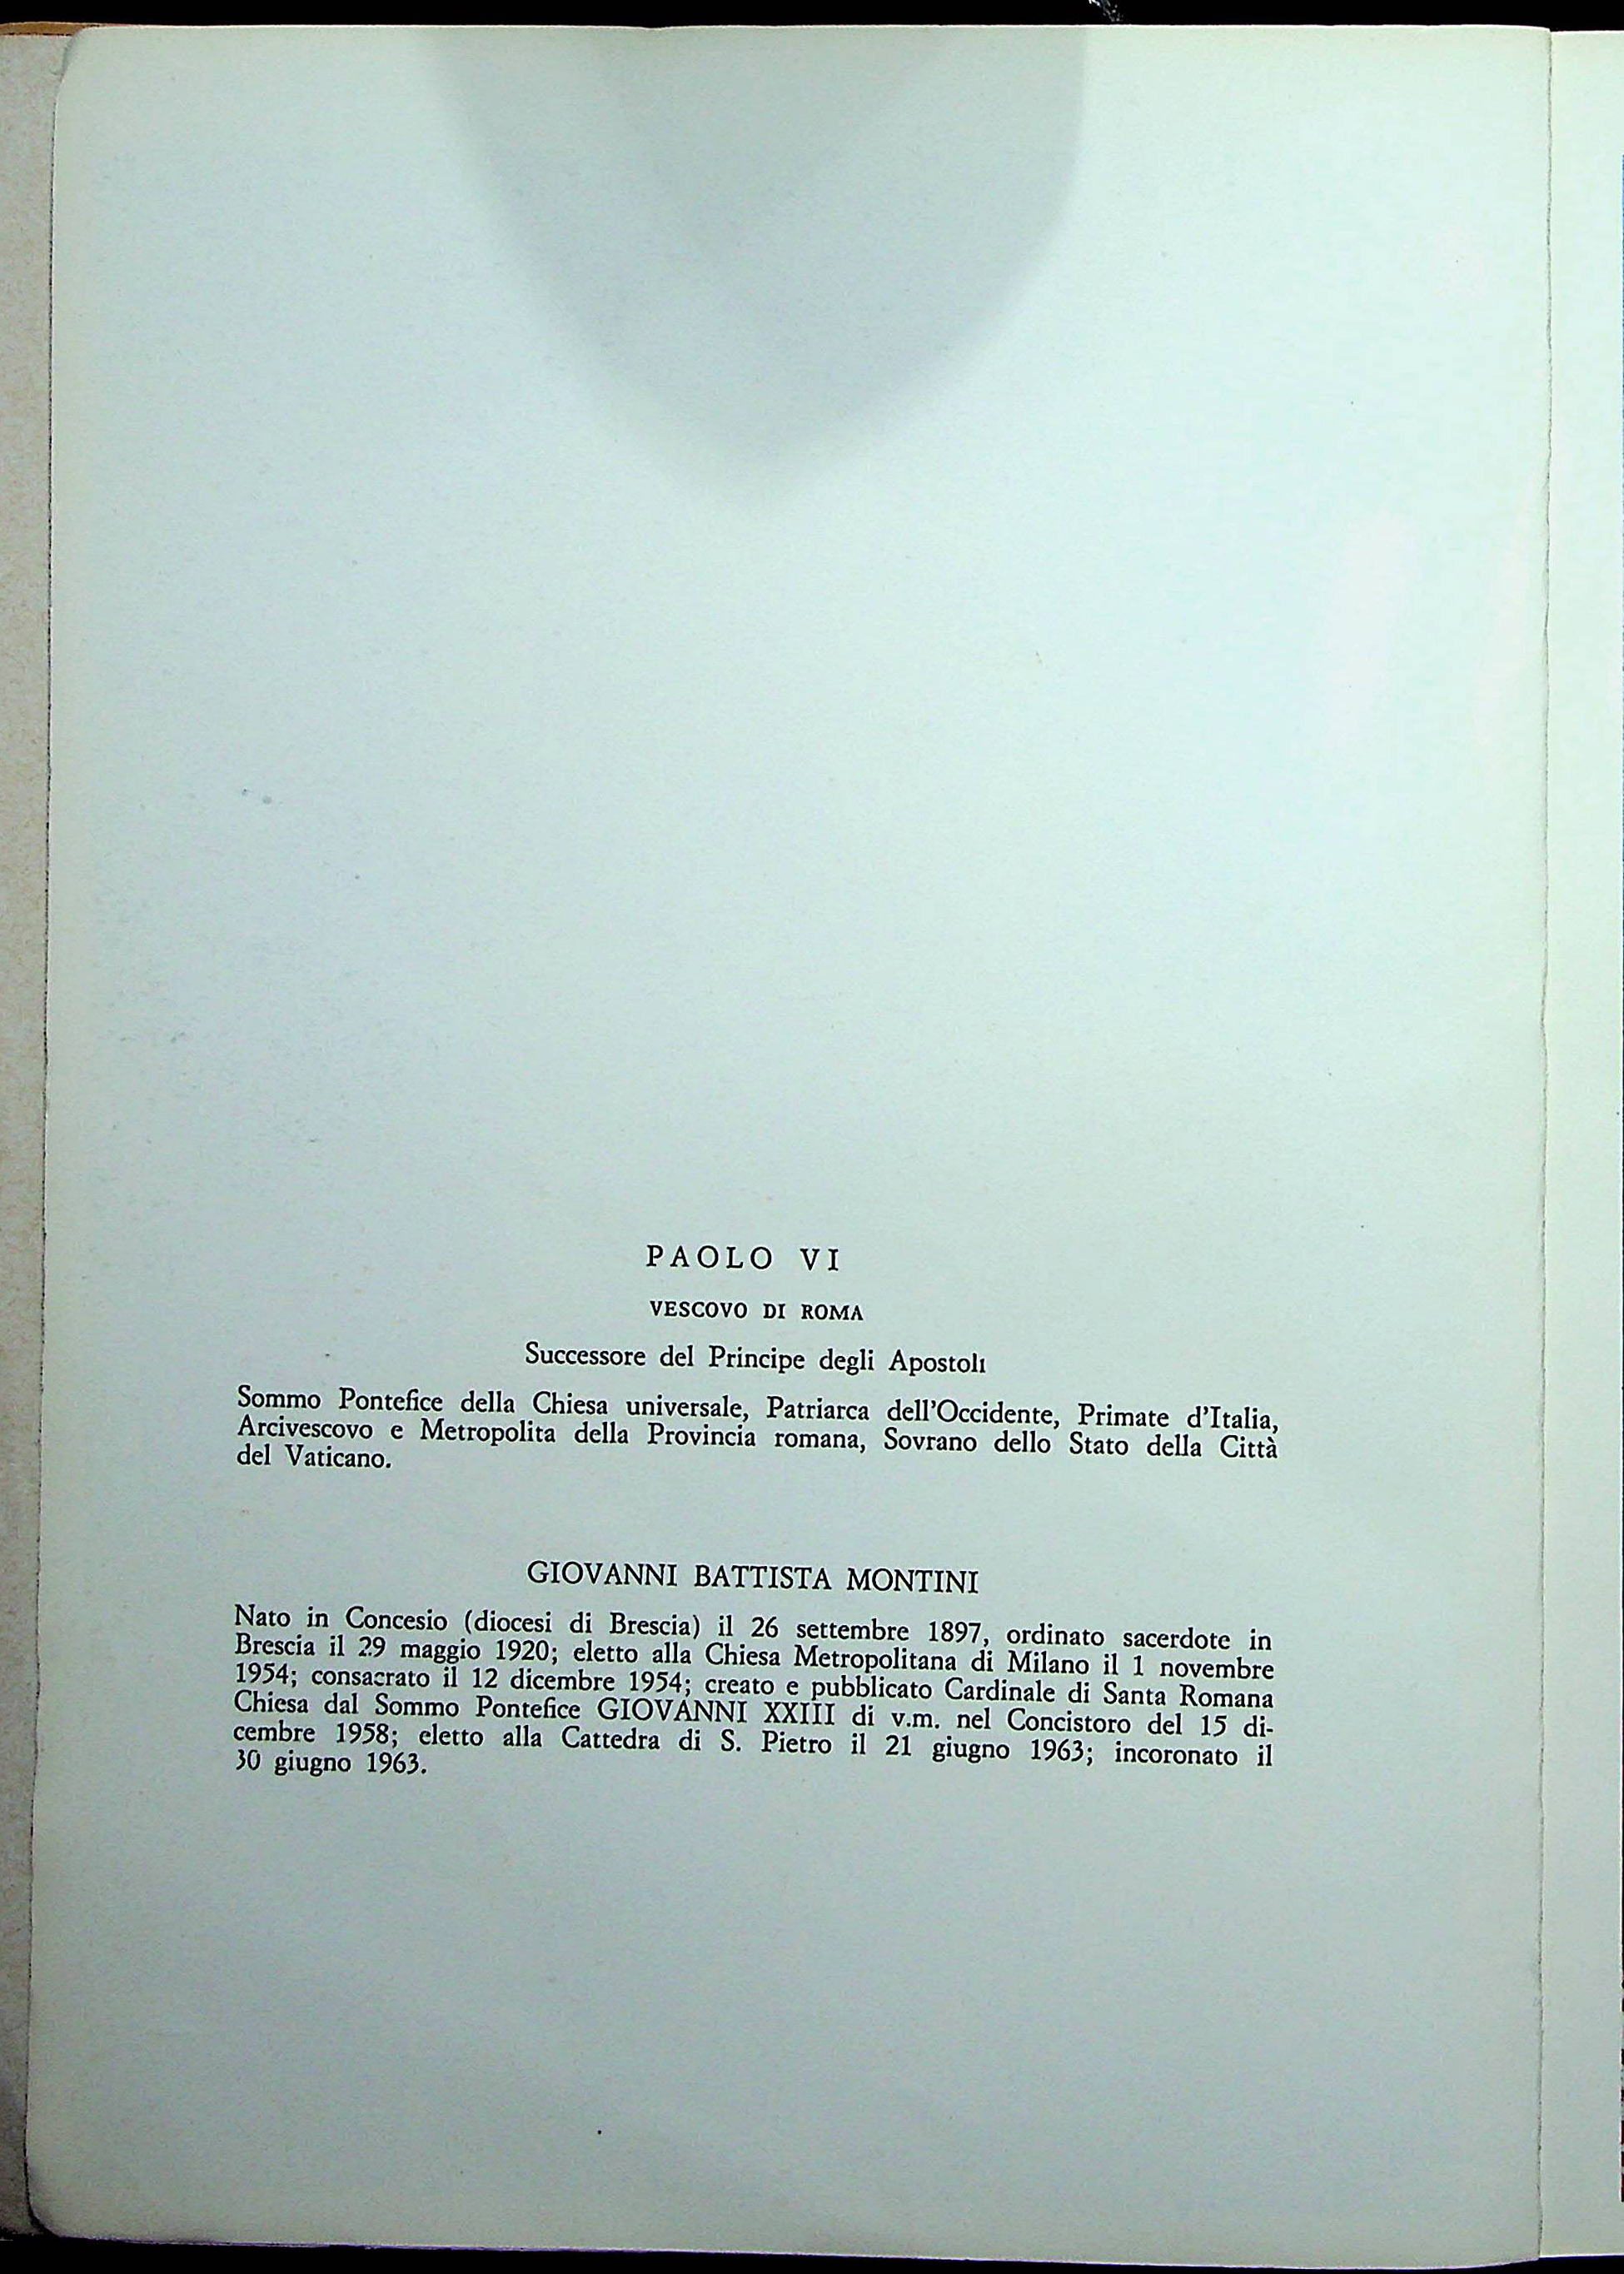 PAOLO VI
VESCOVO DI ROMA
Successore del Principe degli Apostoli
Sommo Pontefice della Chiesa universale, Patriarca dell'Occidente, Primate d'Italia,
Arcivescovo e Metropolita della Provincia romana, Sovrano dello Stato della Città
del Vaticano.
GIOVANNI BATTISTA MONTINI
Nato in Concesio (diocesi di Brescia) il 26 settembre 1897, ordinato sacerdote in
Brescia il 29 maggio 1920; eletto alla Chiesa Metropolitana di Milano il 1 novembre
1954; consacrato il 12 dicembre 1954; creato e pubblicato Cardinale di Santa Romana
Chiesa dal Sommo Pontefice GIOVANNI XXIII di v.m. nel Concistoro del 15 di-
cembre 1958; eletto alla Cattedra di S. Pietro il 21 giugno 1963; incoronato il
30 giugno 1963.